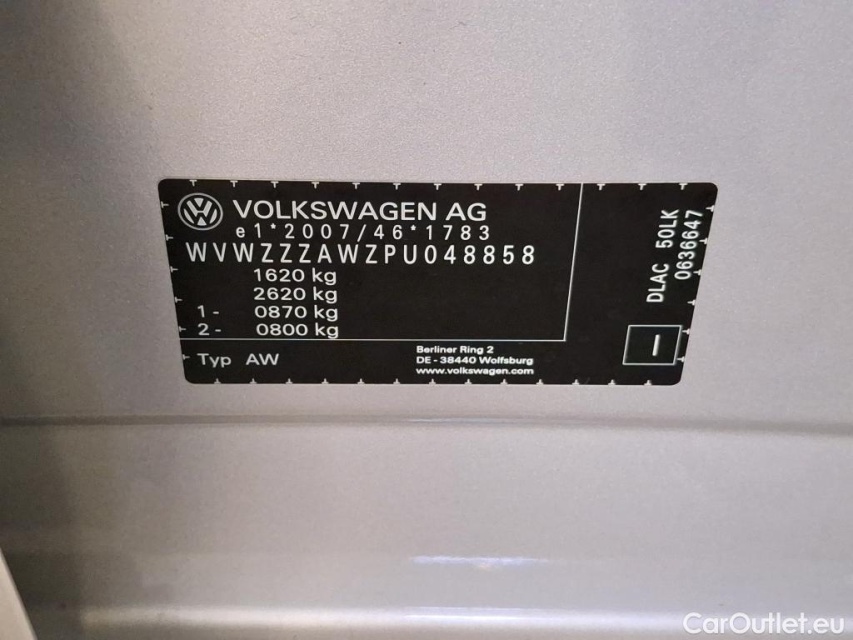 VOLKSWAGEN AG
e1*2007/46*1783
WVWZZZAWZPU048858
1620 kg
2620 kg
1 - 0870 kg
2 - 0800 kg
Typ AW
Berliner Ring 2
DE - 38440 Wolfsburg
www.volkswagen.com
DLAC 50LK
0636647
I
CarOutlet.eu